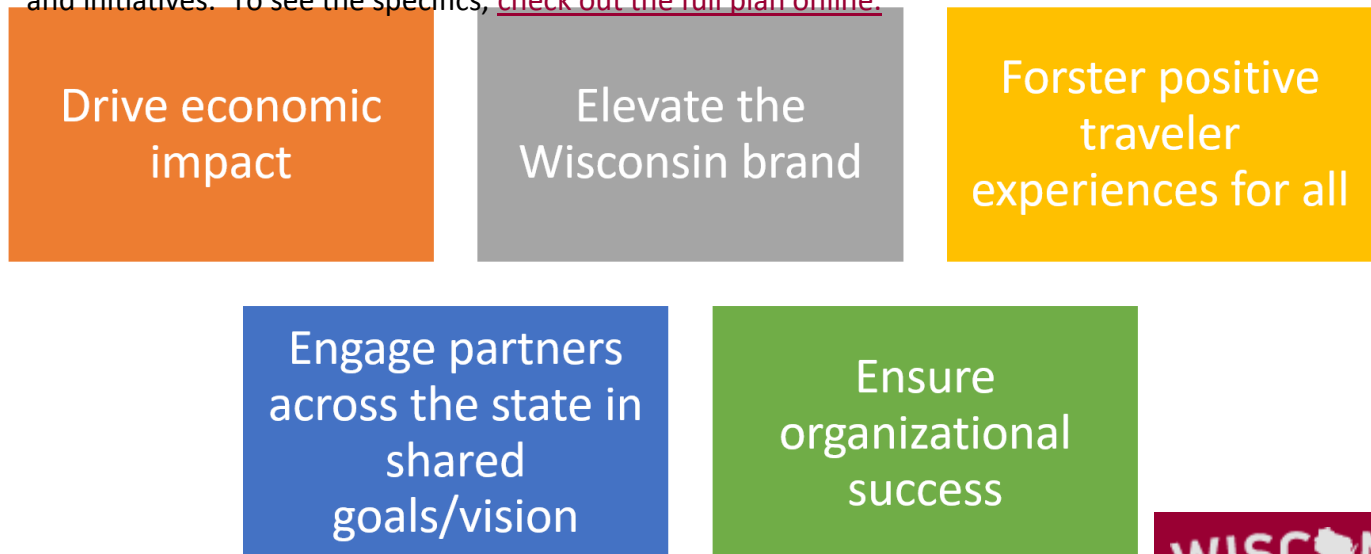 and initiatives. To see the specifics, check out the full plan online.
Drive economic
impact
Elevate the
Wisconsin brand
Forster positive
traveler
experiences for all
Engage partners
across the state in
shared
goals/vision
Ensure
organizational
success